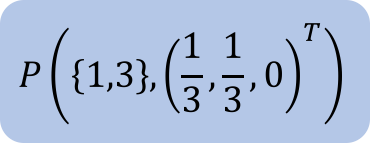 P({1,3}, (1/3, 1/3, 0)^T)